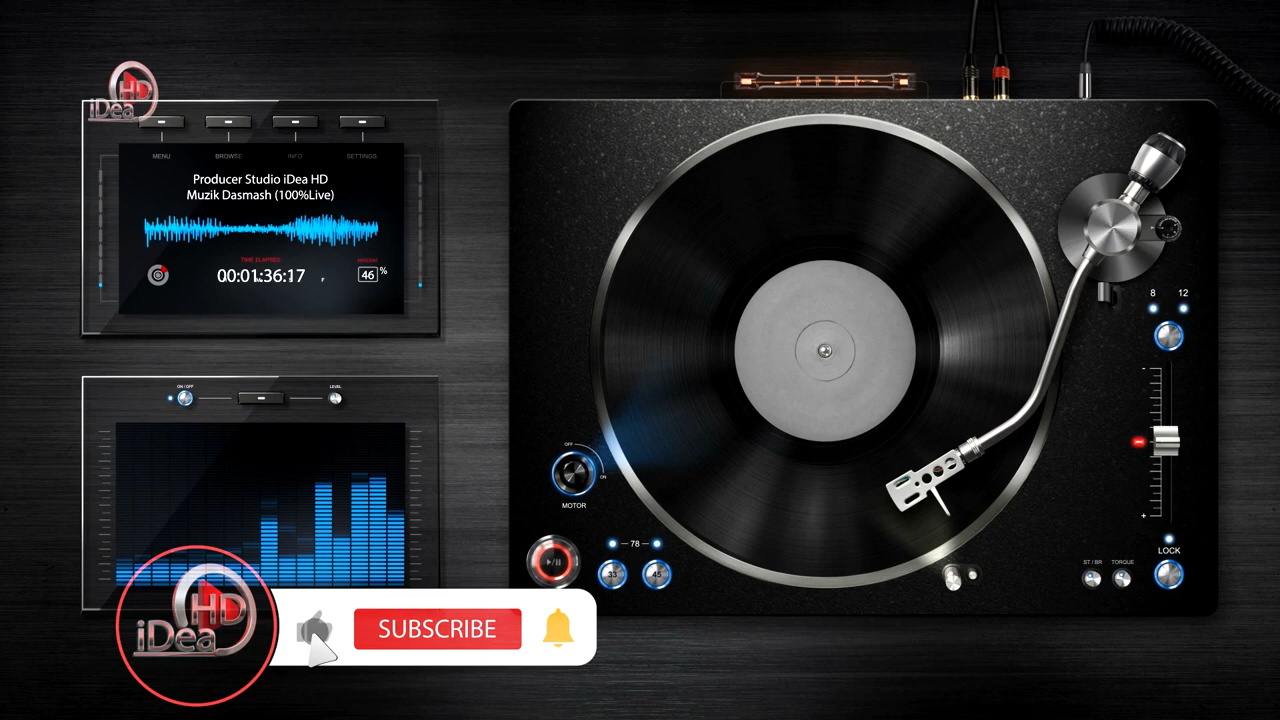 iDea HD
MENU BROWSE INFO SETTINGS
Producer Studio iDea HD
Muzik Dasmash (100%Live)
TIME ELAPSED
00:01:36:17 F
46 %
ON / OFF
LEVEL
8 12
OFF
ON
MOTOR
78
33 45
- 
+
LOCK
ST / BR TORQUE
iDea HD
SUBSCRIBE